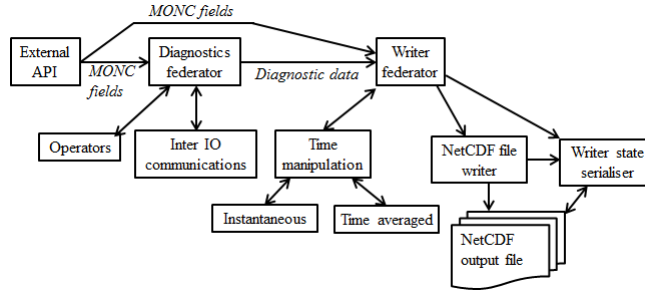 MONC fields
External
API
MONC
fields
Diagnostics
federator
Diagnostic data
Writer
federator
Operators
Inter IO
communications
Time
manipulation
NetCDF file
writer
Writer state
serialiser
Instantaneous
Time averaged
NetCDF
output file